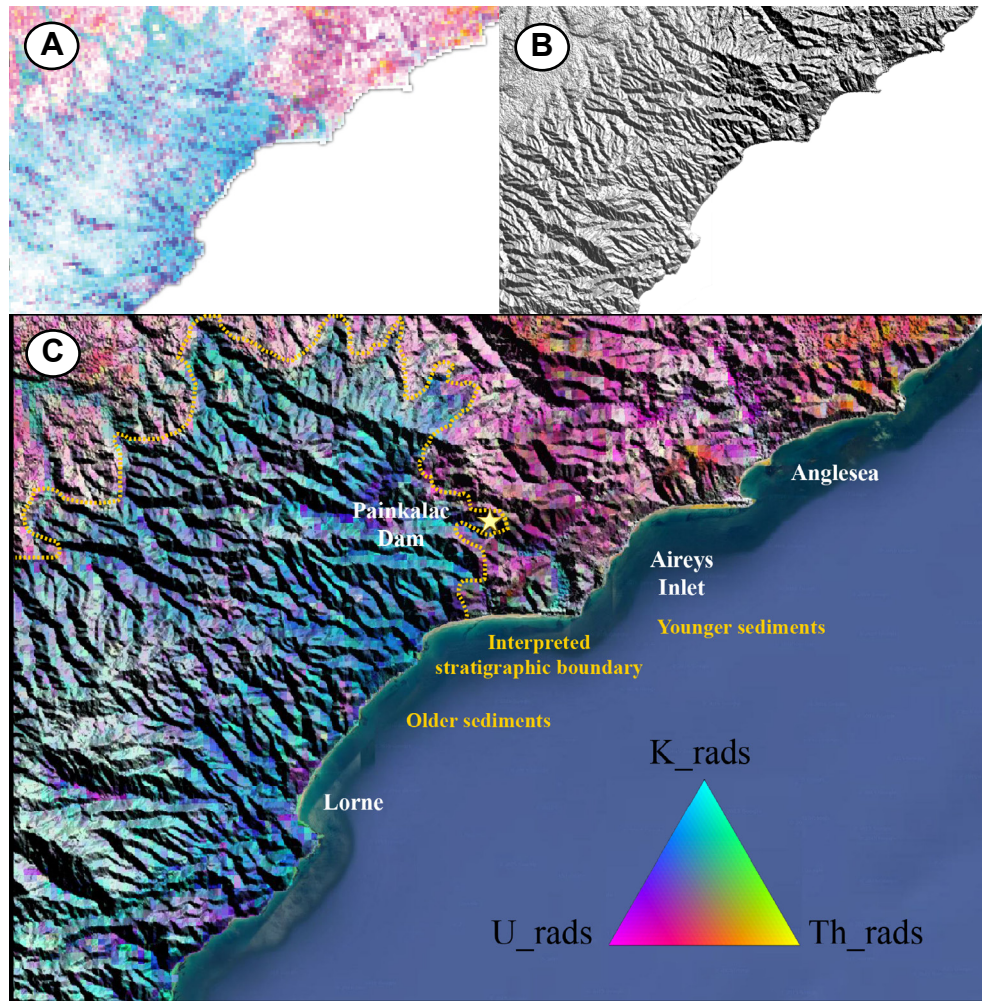 A
B
C
Painkalac
Dam
Anglesea
Aireys
Inlet
Younger sediments
Interpreted
stratigraphic boundary
Older sediments
Lorne
K_rads
U_rads
Th_rads